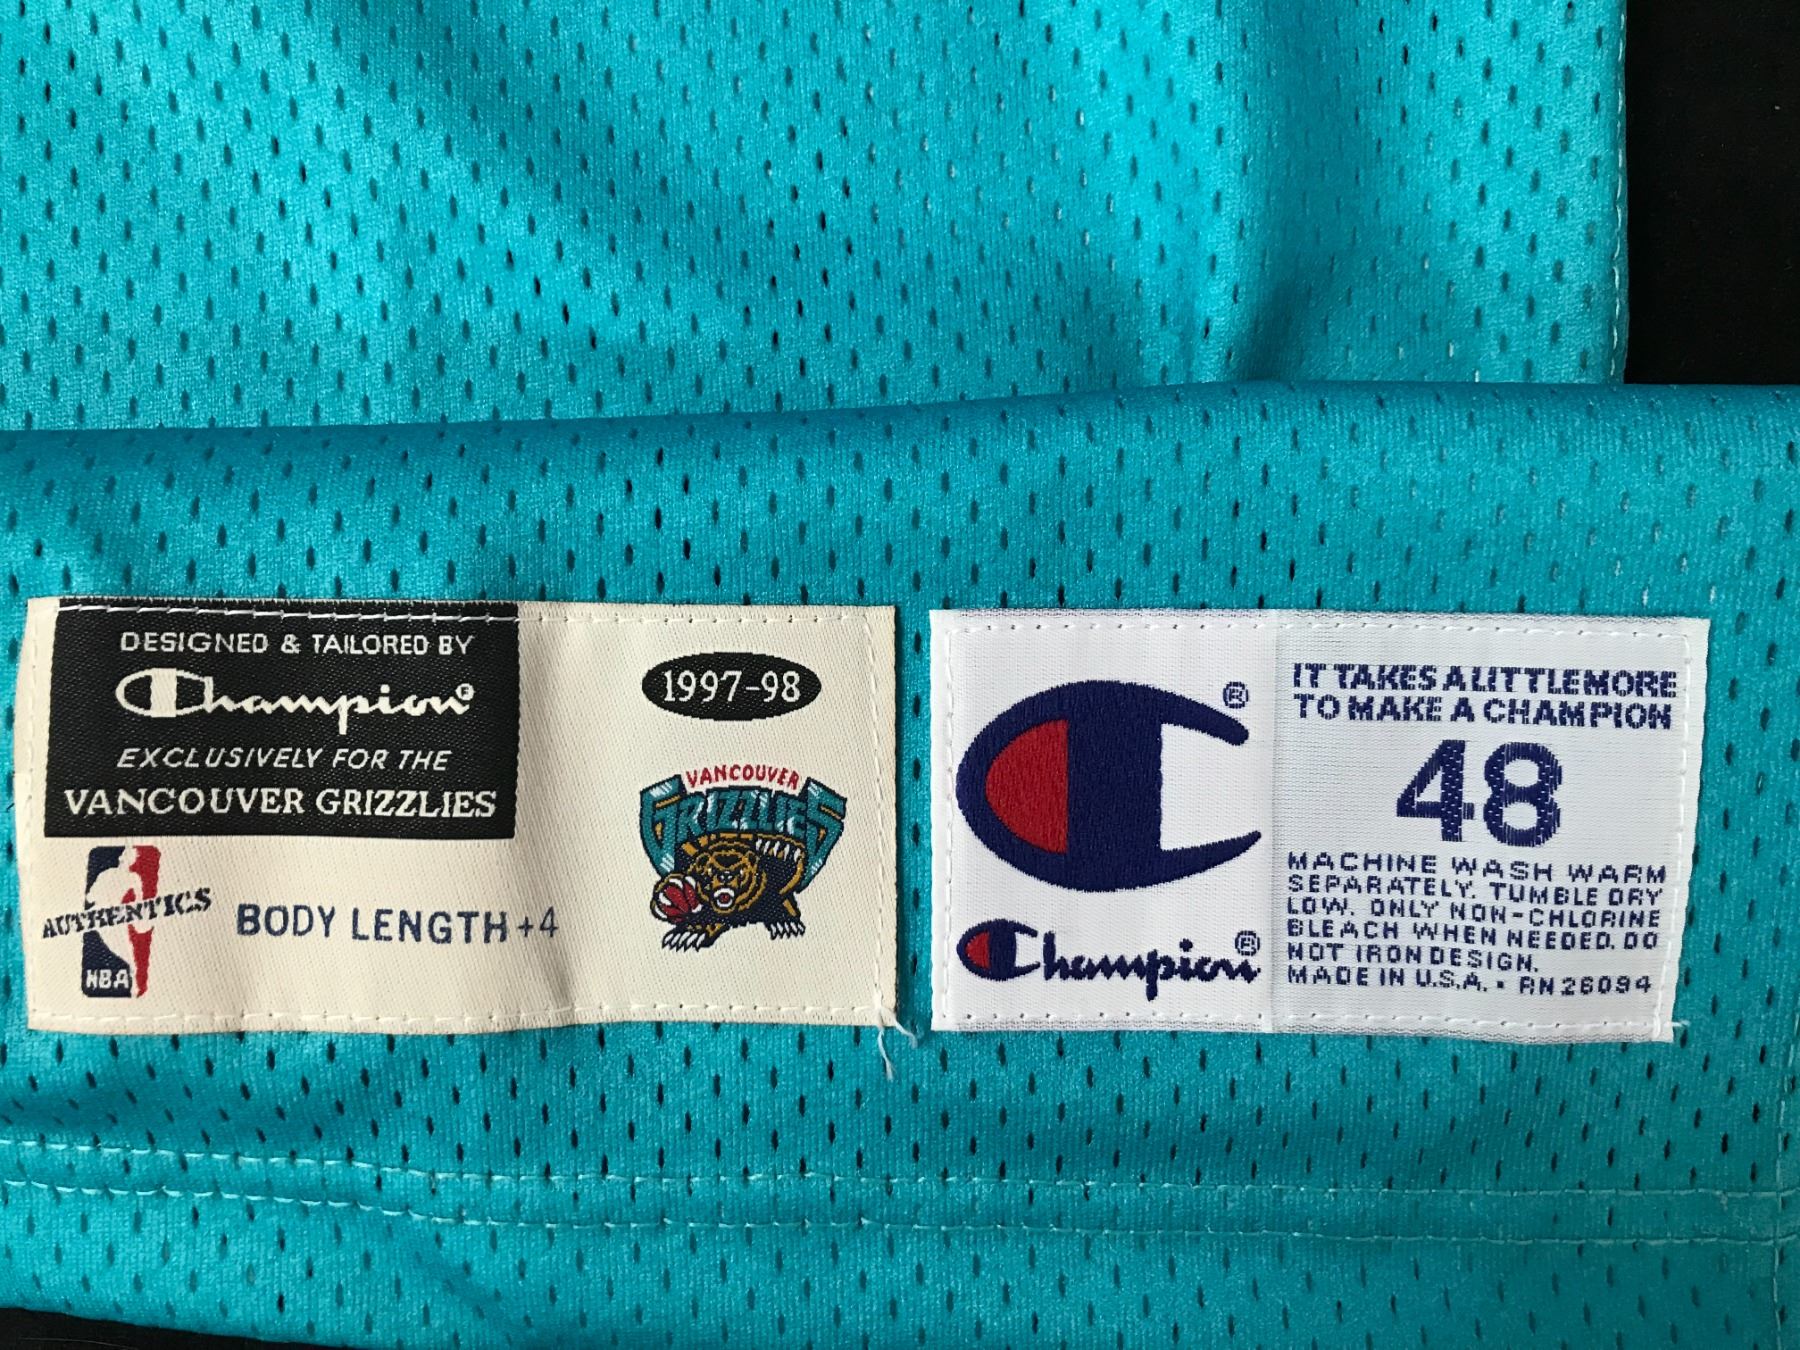 DESIGNED & TAILORED BY
Champion
EXCLUSIVELY FOR THE
VANCOUVER GRIZZLIES
AUTHENTICS
NBA
BODY LENGTH +4
1997-98
VANCOUVER
GRIZZLIES
®
Champion®
IT TAKES A LITTLE MORE
TO MAKE A CHAMPION
48
MACHINE WASH WARM
SEPARATELY. TUMBLE DRY
LOW. ONLY NON-CHLORINE
BLEACH WHEN NEEDED. DO
NOT IRON DESIGN.
MADE IN U.S.A. • RN 26094